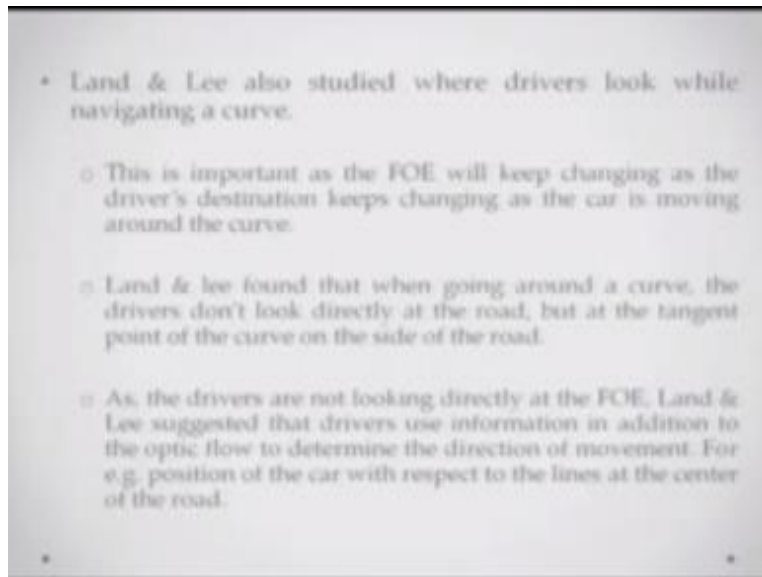 • Land & Lee also studied where drivers look while
navigating a curve.
o This is important as the FOE will keep changing as the
driver's destination keeps changing as the car is moving
around the curve.
o Land & lee found that when going around a curve, the
drivers don't look directly at the road, but at the tangent
point of the curve on the side of the road.
o As, the drivers are not looking directly at the FOE, Land &
Lee suggested that drivers use information in addition to
the optic flow to determine the direction of movement. For
e.g. position of the car with respect to the lines at the center
of the road.